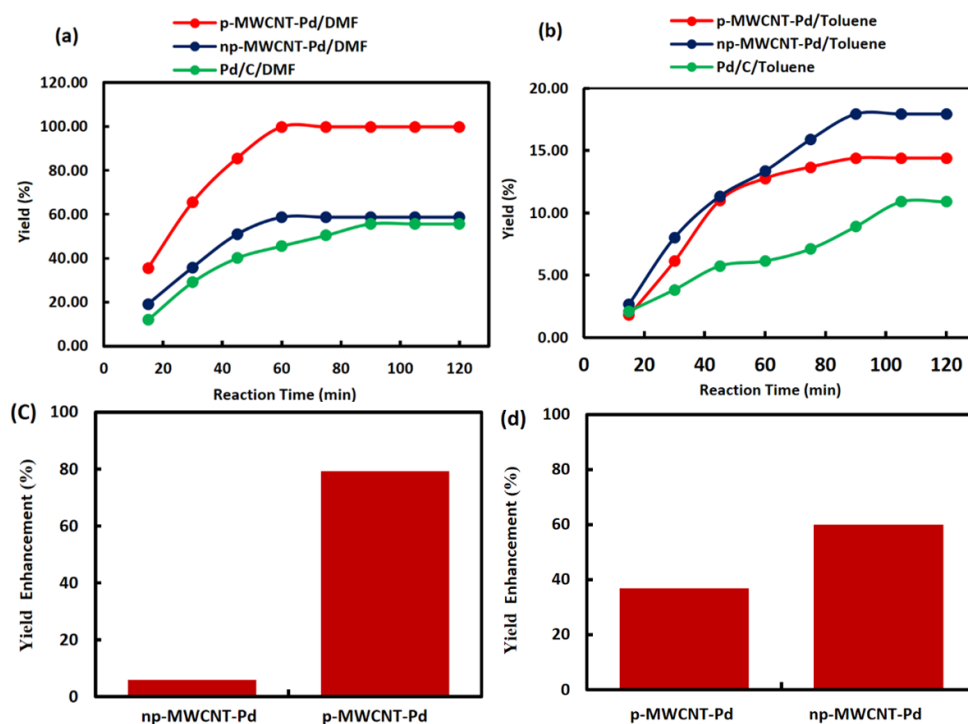 (a)
p-MWCNT-Pd/DMF
np-MWCNT-Pd/DMF
Pd/C/DMF
120.00
100.00
80.00
60.00
40.00
20.00
0.00
Yield (%)
0 20 40 60 80 100 120
Reaction Time (min)
(b)
p-MWCNT-Pd/Toluene
np-MWCNT-Pd/Toluene
Pd/C/Toluene
20.00
15.00
10.00
5.00
0.00
Yield (%)
0 20 40 60 80 100 120
Reaction Time (min)
(C)
100
80
60
40
20
0
Yield Enhancement (%)
np-MWCNT-Pd p-MWCNT-Pd
(d)
100
80
60
40
20
0
Yield Enhancement (%)
p-MWCNT-Pd np-MWCNT-Pd